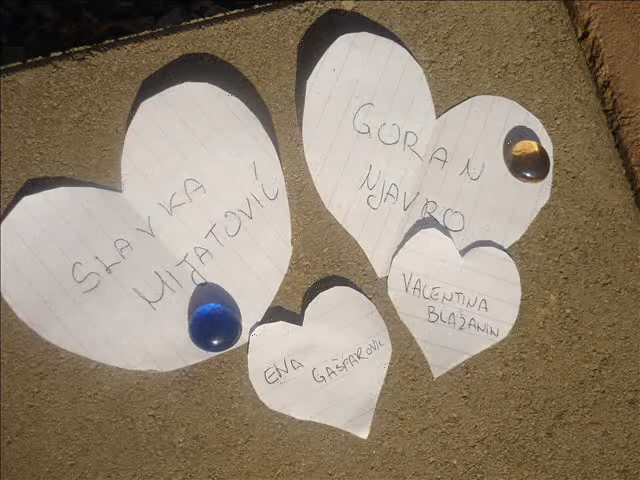 SLAVKA
MIJATOVIĆ
GORAN
NJAVRO
ENA
GAŠPAROVIĆ
VALENTINA
BLAŽANIN